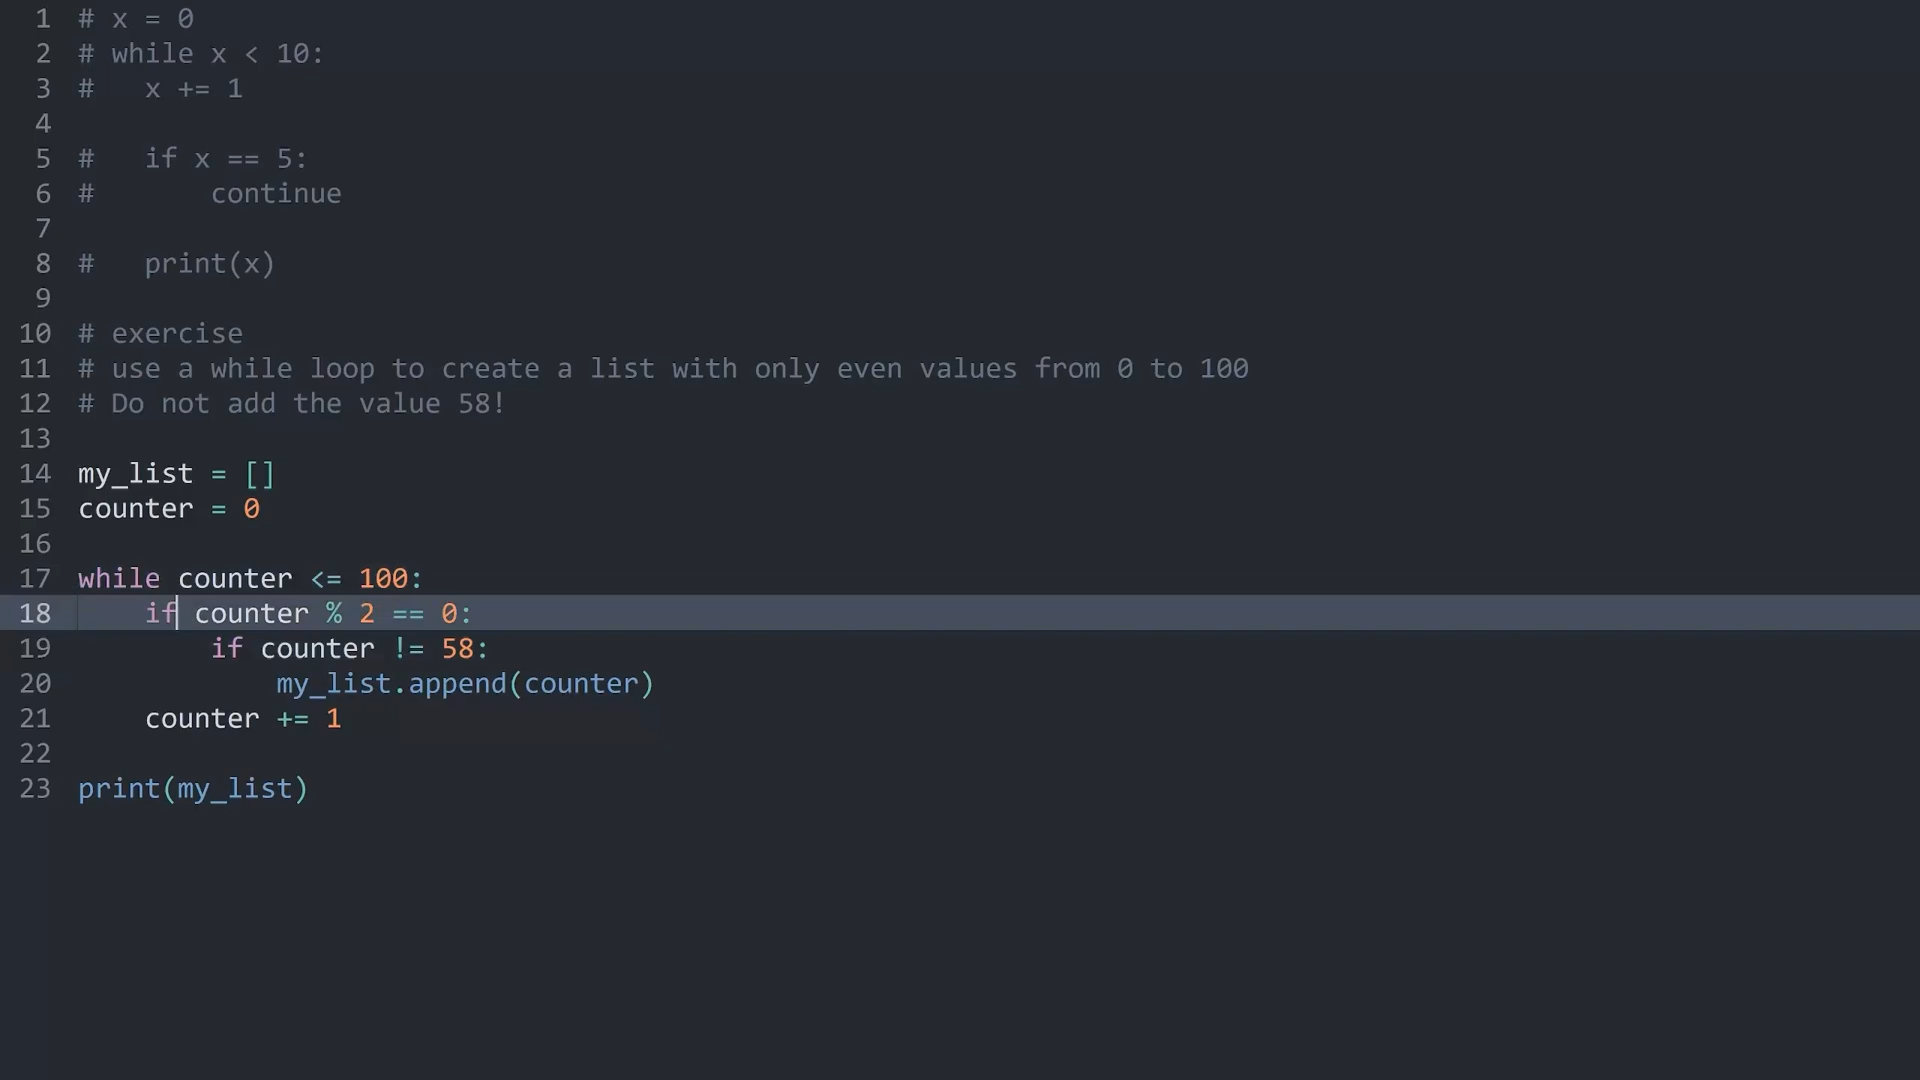 1 # x = 0
2 # while x < 10:
3 #   x += 1
4
5 #   if x == 5:
6 #       continue
7
8 #   print(x)
9
10 # exercise
11 # use a while loop to create a list with only even values from 0 to 100
12 # Do not add the value 58!
13
14 my_list = []
15 counter = 0
16
17 while counter <= 100:
18     if counter % 2 == 0:
19         if counter != 58:
20             my_list.append(counter)
21     counter += 1
22
23 print(my_list)